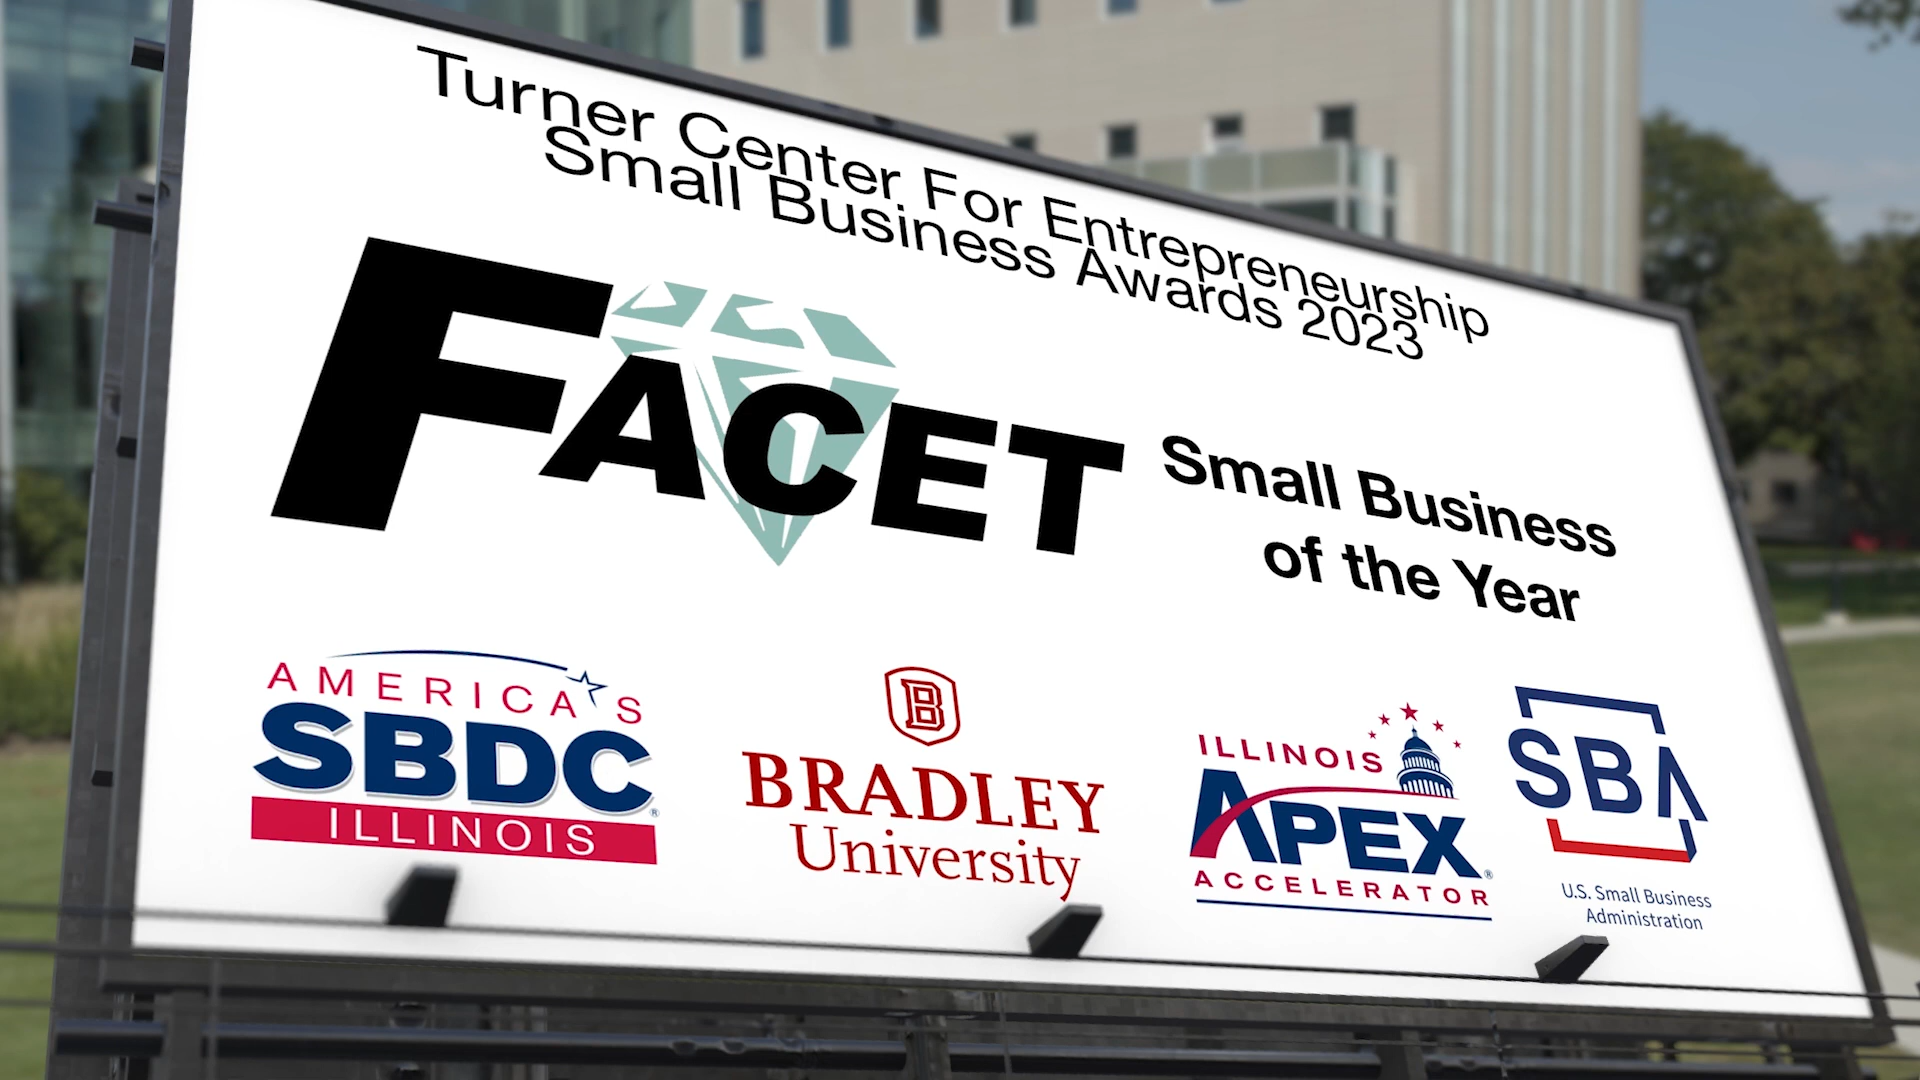 Turner Center For Entrepreneurship
Small Business Awards 2023
FACET
Small Business
of the Year
AMERICA'S
SBDC
ILLINOIS
B
BRADLEY
University
ILLINOIS
APEX
ACCELERATOR
SBA
U.S. Small Business
Administration